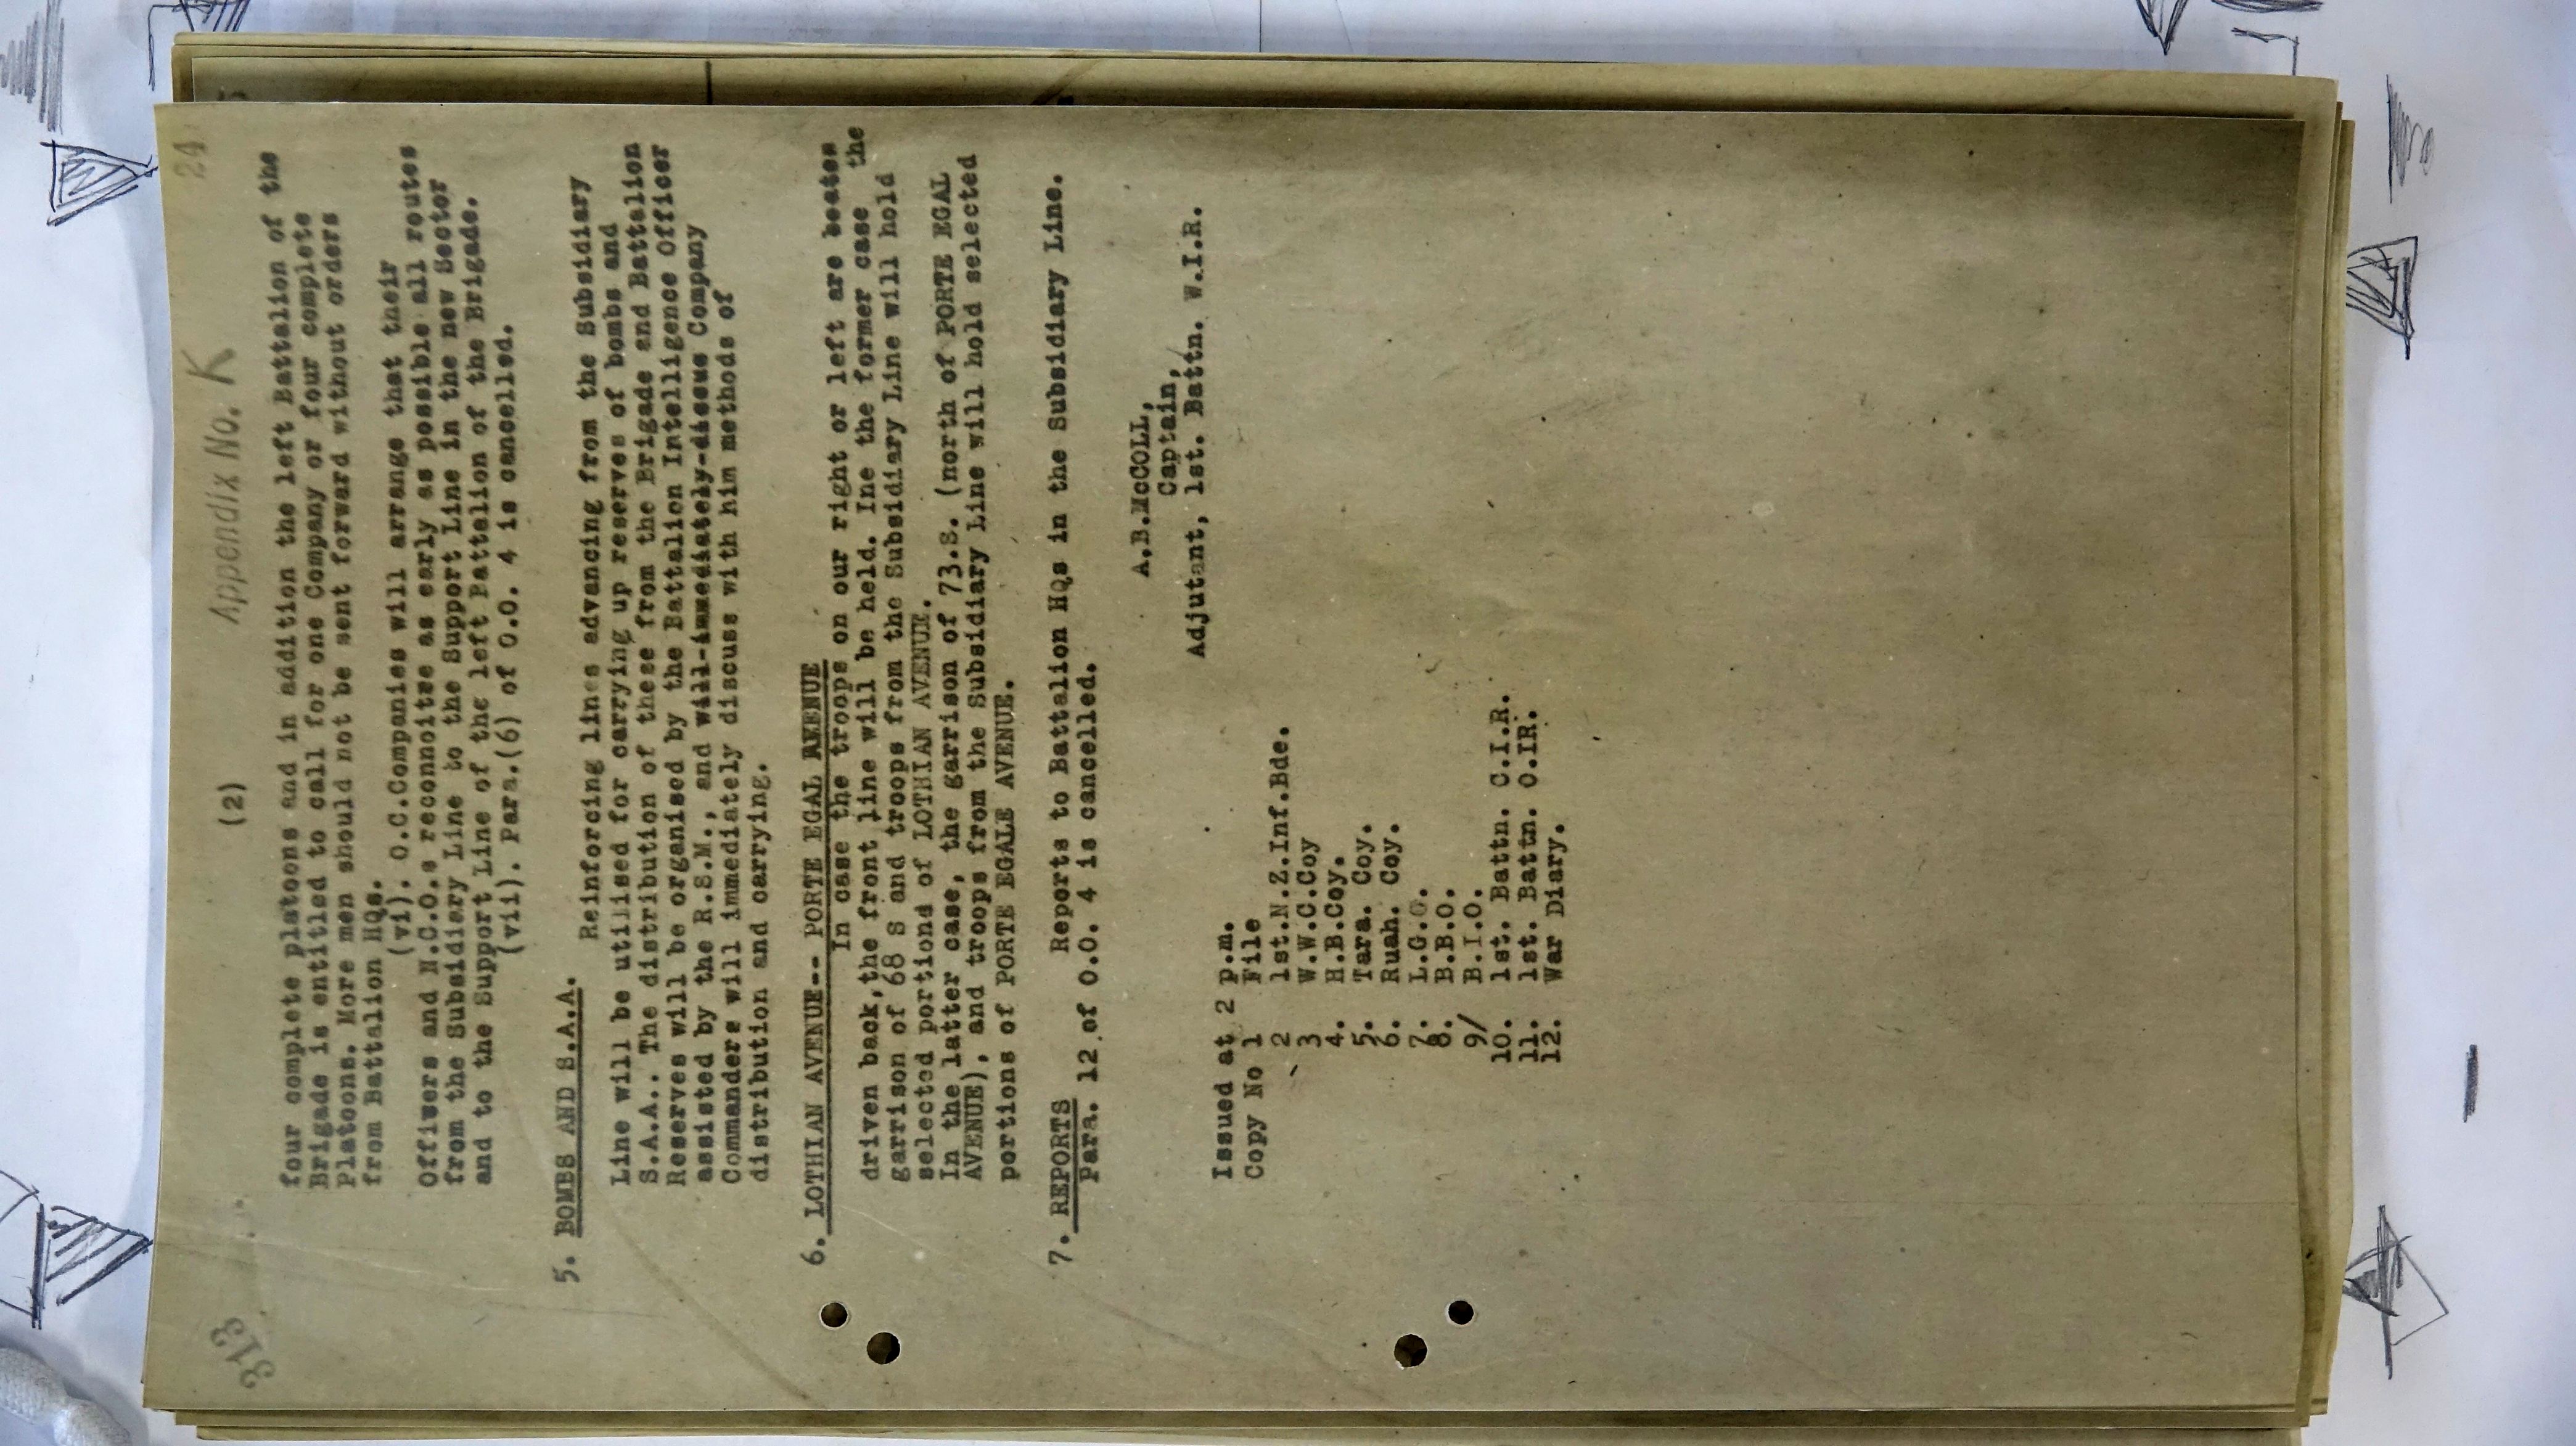 313
(2)
Appendix No. K
24
four complete platoons and in addition the left Battalion of the
Brigade is entitled to call for one Company or four complete
Platoons. More men should not be sent forward without orders
from Battalion HQs.
(vi). O.C.Companies will arrange that their
Offiwers and N.C.O.s reconnoitre as early as possible all routes
from the Subsidiary Line to the Support Line in the new Sector
and to the Support Line of the left Battalion of the Brigade.
(vii). Para.(6) of O.O. 4 is cancelled.
5. BOMBS AND S.A.A.
Reinforcing lines advancing from the Subsidiary
Line will be utilised for carrying up reserves of bombs and
S.A.A.. The distribution of these from the Brigade and Battalion
Reserves will be organised by the Battalion Intelligence Officer
assisted by the R.S.M., and will-immediately-disus Company
Commanders will immediately discuss with him methods of
distribution and carrying.
6. LOTHIAN AVENUE-- PORTE EGAL AVENUE
In case the troops on our right or left are beaten
driven back,the front line will be held. Ine the former case the
garrison of 68 S and troops from the Subsidiary Line will hold
selected portiond of LOTHIAN AVENUE.
In the latter case, the garrison of 73.S. (north of PORTE EGAL
AVENUE), and troops from the Subsidiary Line will hold selected
portions of PORTE EGALE AVENUE.
7. REPORTS
Reports to Battalion HQs in the Subsidiary Line.
Para. 12 of O.O. 4 is cancelled.
A.B.McCOLL,
Captain,
Adjutant, 1st. Battn. W.I.R.
Issued at 2 p.m.
Copy No 1 File
2 1st.N.Z.Inf.Bde.
3 W.W.C.Coy
4. H.B.Coy.
5. Tara. Coy.
6. Ruah. Coy.
7. L.G.O.
8. B.B.O.
9/ B.I.O.
10. 1st. Battn. C.I.R.
11. 1st. Battn. O.IR.
12. War Diary.